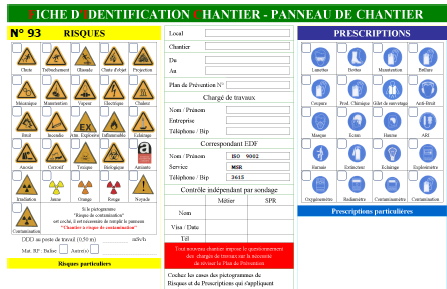 FICHE D'IDENTIFICATION CHANTIER - PANNEAU DE CHANTIER
N° 93 RISQUES
Chute Trébuchement Glissade Chute d'objet Projection
Mécanique Manutention Vapeur Electrique Chaleur
Bruit Incendie Atm. Explosive Inflammable Eclairage
Anoxie Corrosif Toxique Biologique Amiante
Irradiation Jaune Orange Rouge Noyade
Contamination
Si le pictogramme
"Risque de contamination"
est coché, il est nécessaire de remplir le panneau
"Chantier à risque de contamination"
DDD au poste de travail (0,50 m) mSv/h
Mat. RP : Balise Autre(s)
Risques particuliers
Local
Chantier
Du
Au
Plan de Prévention N°
Chargé de travaux
Nom / Prénom
Entreprise
Téléphone / Bip
Correspondant EDF
Nom / Prénom ISO 9002
Service MSR
Téléphone / Bip 3615
Contrôle indépendant par sondage
Métier SPR
Nom
Visa / Date
Tél
Tout nouveau chantier impose le questionnement
des chargés de travaux sur la nécessité
de réviser le Plan de Prévention
Cochez les cases des pictogrammes de
Risques et de Prescriptions qui s'appliquent
PRESCRIPTIONS
Lunettes Bottes Manutention Brûlure
Coupure Prod. Chimique Gilet de sauvetage Anti-Bruit
Masque Ecran Heaume ARI
Harnais Extincteur Eclairage Explosimètre
Oxygénomètre Radiamètre Contaminamètre Contamination
Prescriptions particulières